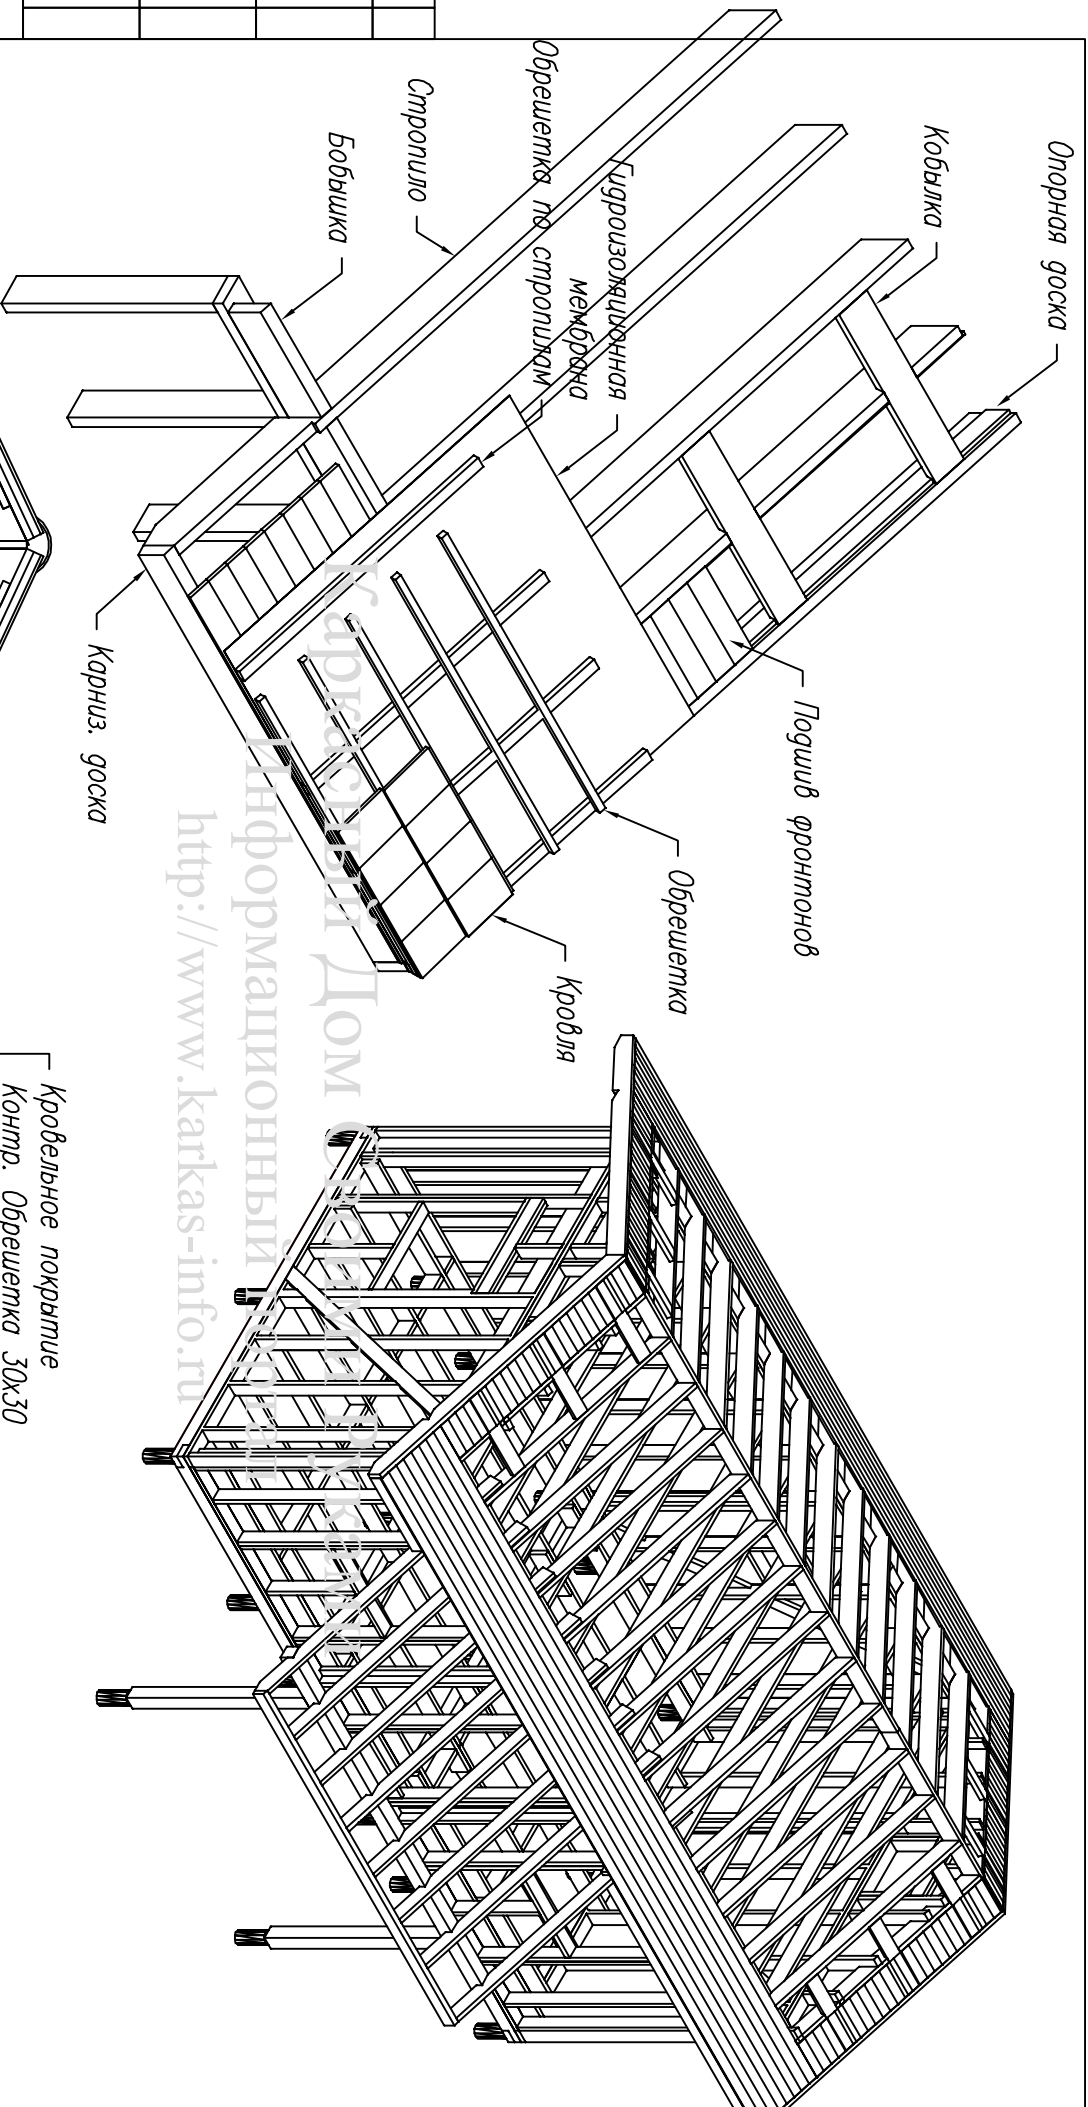 Опорная доска
Кобылка
Гидроизоляционная
мембрана
Обрешетка по стропилам
Стропило
Бобышка
Подшив фронтонов
Обрешетка
Кровля
Карниз. доска
Каркасный Дом Своими Руками
Информационный портал
http://www.karkas-info.ru
Кровельное покрытие
Контр. Обрешетка 30х30